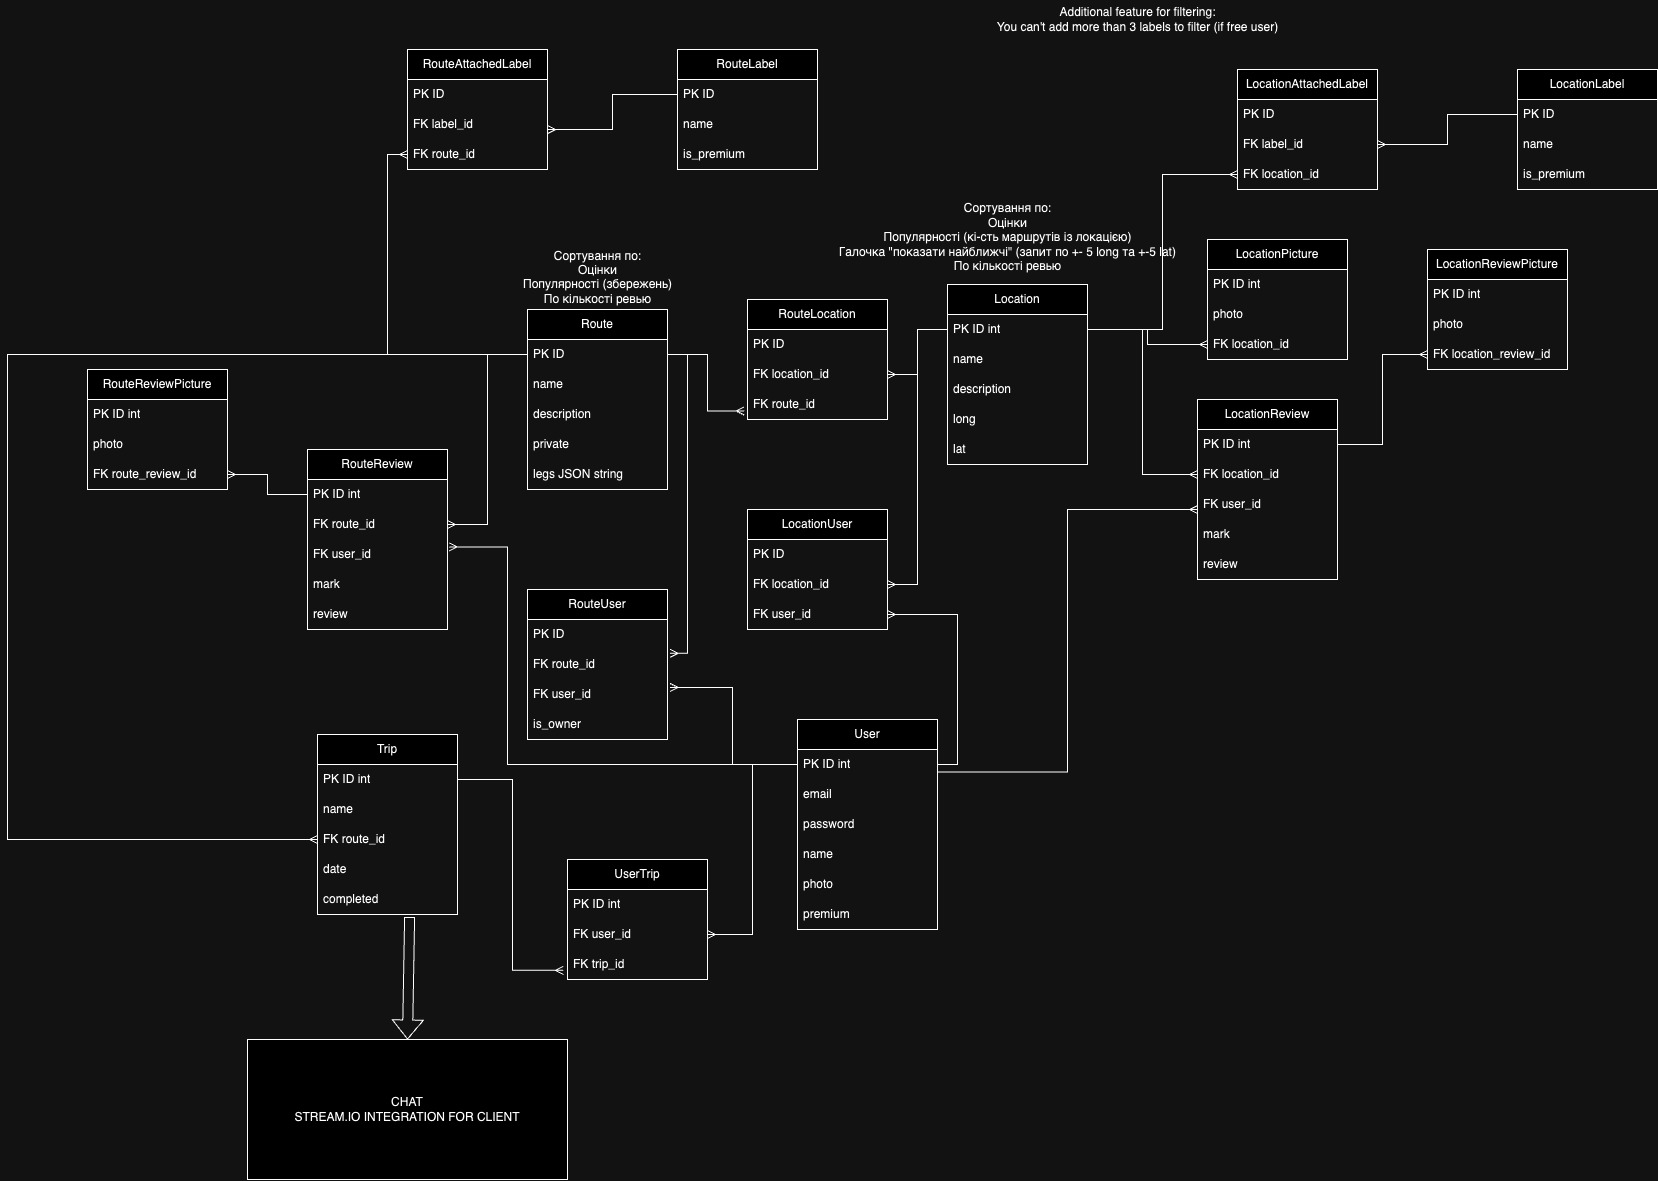 Additional feature for filtering:
You can't add more than 3 labels to filter (if free user)
RouteAttachedLabel
PK ID
FK label_id
FK route_id
RouteLabel
PK ID
name
is_premium
LocationAttachedLabel
PK ID
FK label_id
FK location_id
LocationLabel
PK ID
name
is_premium
Сортування по:
Оцінки
Популярності (кі-сть маршрутів із локацією)
Галочка "показати найближчі" (запит по +- 5 long та +-5 lat)
По кількості ревью
Сортування по:
Оцінки
Популярності (збережень)
По кількості ревью
Route
PK ID
name
description
private
legs JSON string
RouteLocation
PK ID
FK location_id
FK route_id
Location
PK ID int
name
description
long
lat
LocationPicture
PK ID int
photo
FK location_id
LocationReviewPicture
PK ID int
photo
FK location_review_id
RouteReviewPicture
PK ID int
photo
FK route_review_id
RouteReview
PK ID int
FK route_id
FK user_id
mark
review
LocationReview
PK ID int
FK location_id
FK user_id
mark
review
LocationUser
PK ID
FK location_id
FK user_id
RouteUser
PK ID
FK route_id
FK user_id
is_owner
Trip
PK ID int
name
FK route_id
date
completed
User
PK ID int
email
password
name
photo
premium
UserTrip
PK ID int
FK user_id
FK trip_id
CHAT
STREAM.IO INTEGRATION FOR CLIENT